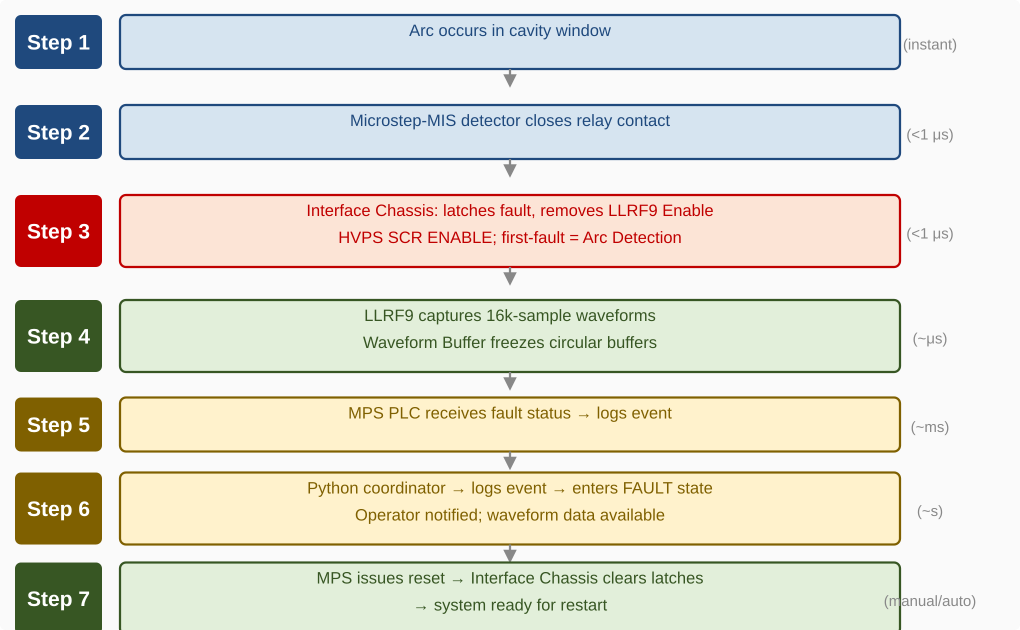 Step 1
Arc occurs in cavity window
(instant)
Step 2
Microstep-MIS detector closes relay contact
(<1 μs)
Step 3
Interface Chassis: latches fault, removes LLRF9 Enable
HVPS SCR ENABLE; first-fault = Arc Detection
(<1 μs)
Step 4
LLRF9 captures 16k-sample waveforms
Waveform Buffer freezes circular buffers
(~μs)
Step 5
MPS PLC receives fault status → logs event
(~ms)
Step 6
Python coordinator → logs event → enters FAULT state
Operator notified; waveform data available
(~s)
Step 7
MPS issues reset → Interface Chassis clears latches
→ system ready for restart
(manual/auto)